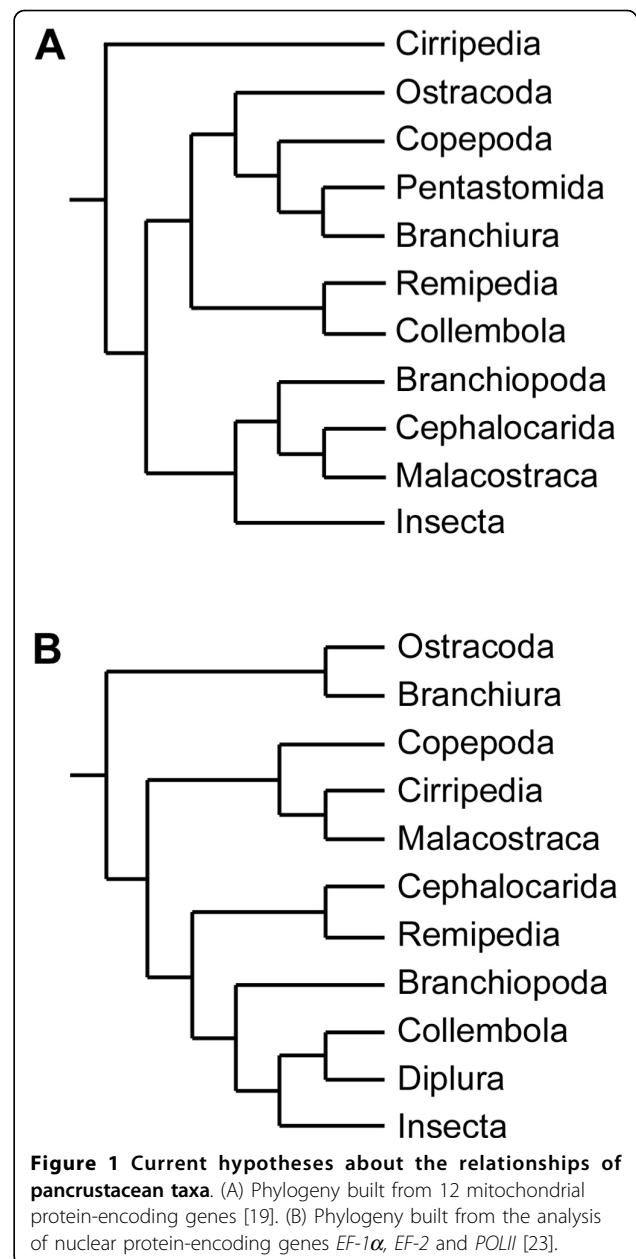 A
Cirripedia
Ostracoda
Copepoda
Pentastomida
Branchiura
Remipedia
Collembola
Branchiopoda
Cephalocarida
Malacostraca
Insecta
B
Ostracoda
Branchiura
Copepoda
Cirripedia
Malacostraca
Cephalocarida
Remipedia
Branchiopoda
Collembola
Diplura
Insecta
Figure 1 Current hypotheses about the relationships of
pancrustacean taxa. (A) Phylogeny built from 12 mitochondrial
protein-encoding genes [19]. (B) Phylogeny built from the analysis
of nuclear protein-encoding genes EF-1α, EF-2 and POLII [23].